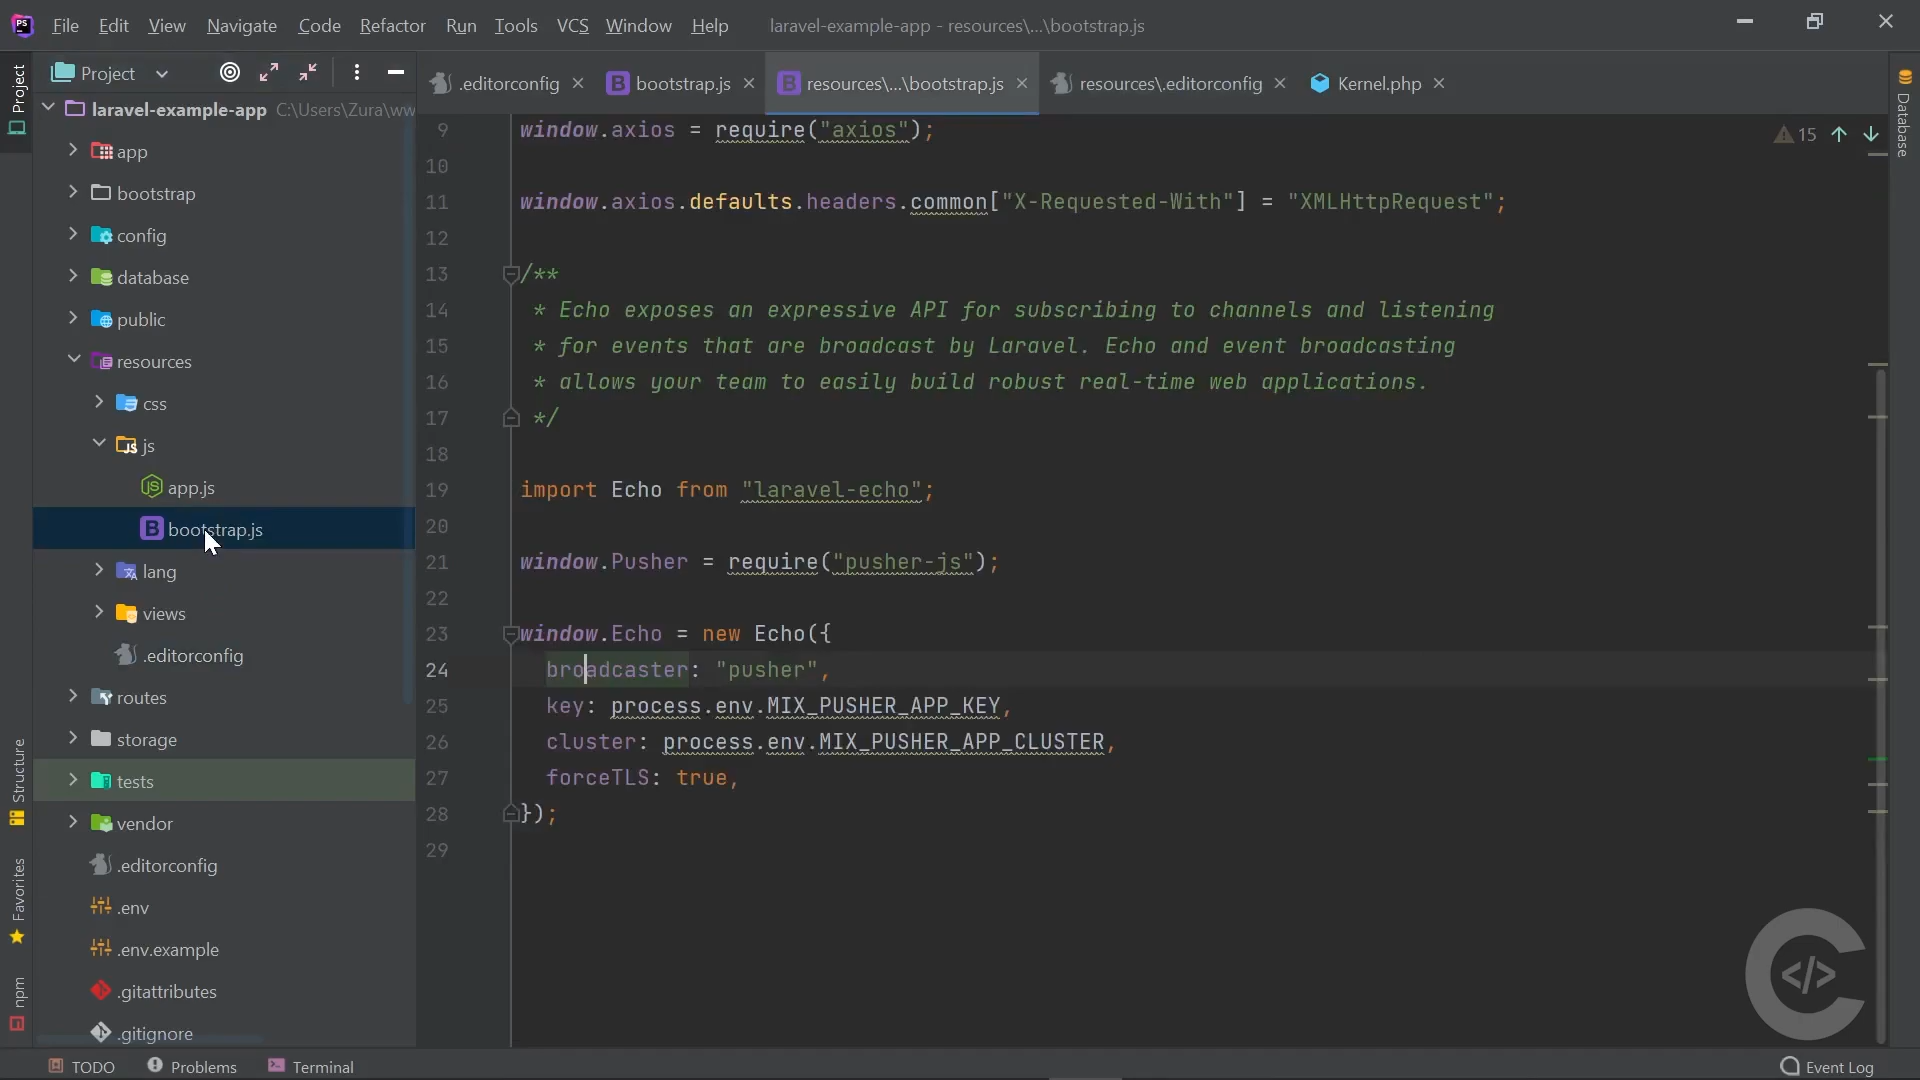 File Edit View Navigate Code Refactor Run Tools VCS Window Help laravel-example-app - resources\...\bootstrap.js
Project
Project
.editorconfig
bootstrap.js
resources\...\bootstrap.js
resources\.editorconfig
Kernel.php
Database
laravel-example-app C:\Users\Zura\ww
app
bootstrap
config
database
public
resources
css
js
app.js
bootstrap.js
lang
views
.editorconfig
routes
storage
tests
vendor
.editorconfig
.env
.env.example
.gitattributes
.gitignore
Structure
Favorites
npm
15
9 window.axios = require("axios");
10
11 window.axios.defaults.headers.common["X-Requested-With"] = "XMLHttpRequest";
12
13 /**
14 * Echo exposes an expressive API for subscribing to channels and listening
15 * for events that are broadcast by Laravel. Echo and event broadcasting
16 * allows your team to easily build robust real-time web applications.
17 */
18
19 import Echo from "laravel-echo";
20
21 window.Pusher = require("pusher-js");
22
23 window.Echo = new Echo({
24 broadcaster: "pusher",
25 key: process.env.MIX_PUSHER_APP_KEY,
26 cluster: process.env.MIX_PUSHER_APP_CLUSTER,
27 forceTLS: true,
28 });
29
</>
TODO Problems Terminal Event Log